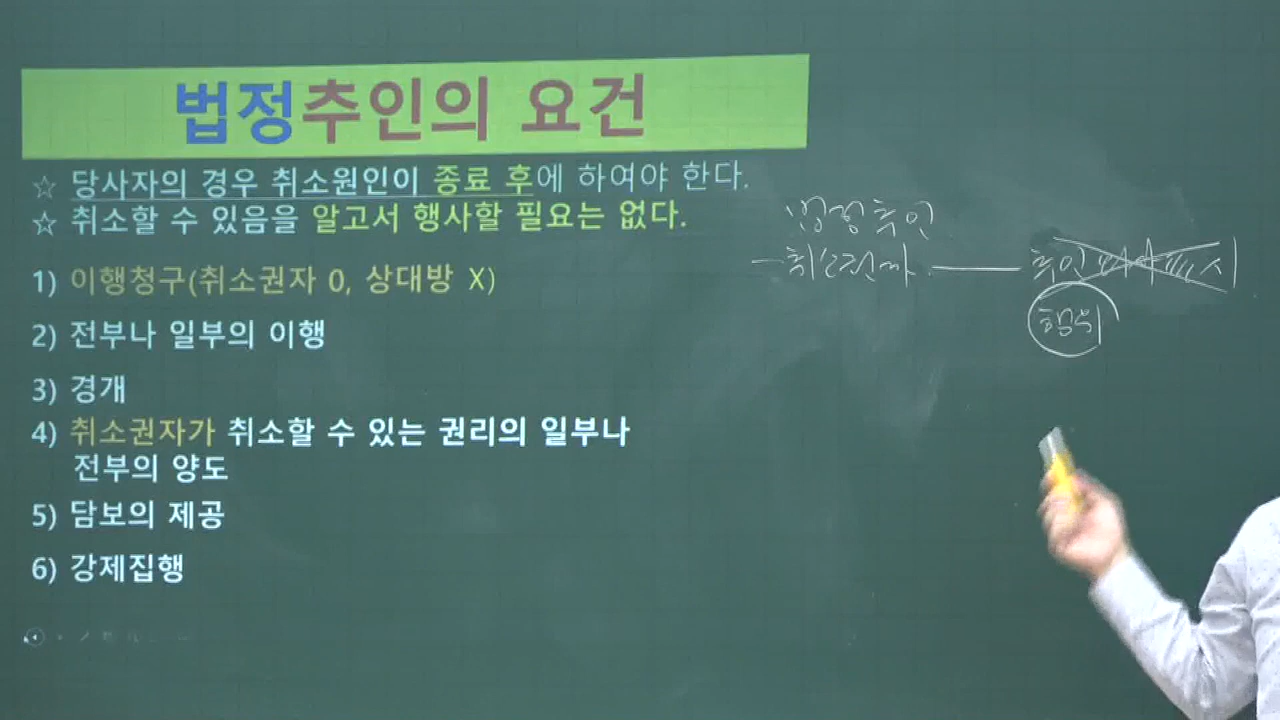 법정추인의 요건
☆ 당사자의 경우 취소원인이 종료 후에 하여야 한다.
☆ 취소할 수 있음을 알고서 행사할 필요는 없다.
1) 이행청구(취소권자 O, 상대방 X)
2) 전부나 일부의 이행
3) 경개
4) 취소권자가 취소할 수 있는 권리의 일부나
전부의 양도
5) 담보의 제공
6) 강제집행
법정추인
추인
행위